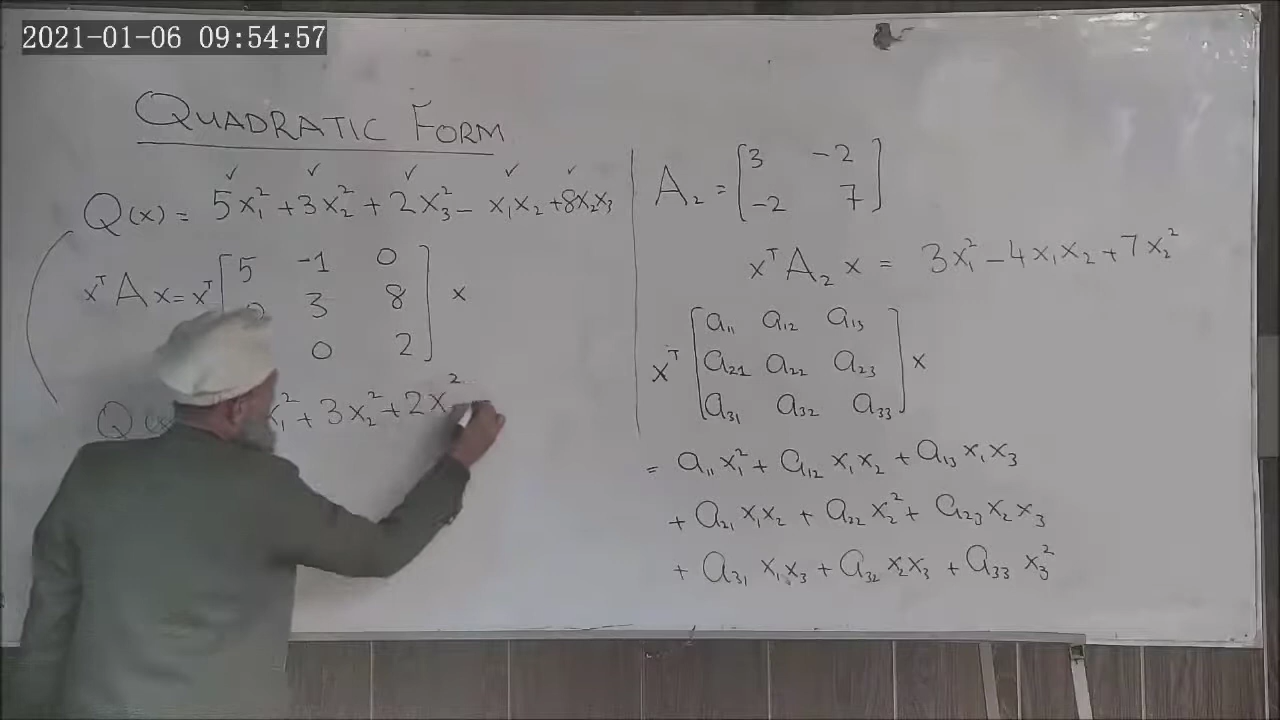 2021-01-06 09:54:57
QUADRATIC FORM
✓ ✓ ✓ ✓ ✓
Q(x) = 5x₁² + 3x₂² + 2x₃² - x₁x₂ + 8x₂x₃
xᵀAx = xᵀ [5 -1 0
3 8
0 2] x
Q x₁² + 3x₂² + 2x²
A₂ = [3 -2
-2 7]
xᵀA₂x = 3x₁² - 4x₁x₂ + 7x₂²
xᵀ [a₁₁ a₁₂ a₁₃
a₂₁ a₂₂ a₂₃
a₃₁ a₃₂ a₃₃] x
= a₁₁x₁² + a₁₂x₁x₂ + a₁₃x₁x₃
+ a₂₁x₁x₂ + a₂₂x₂² + a₂₃x₂x₃
+ a₃₁x₁x₃ + a₃₂x₂x₃ + a₃₃x₃²